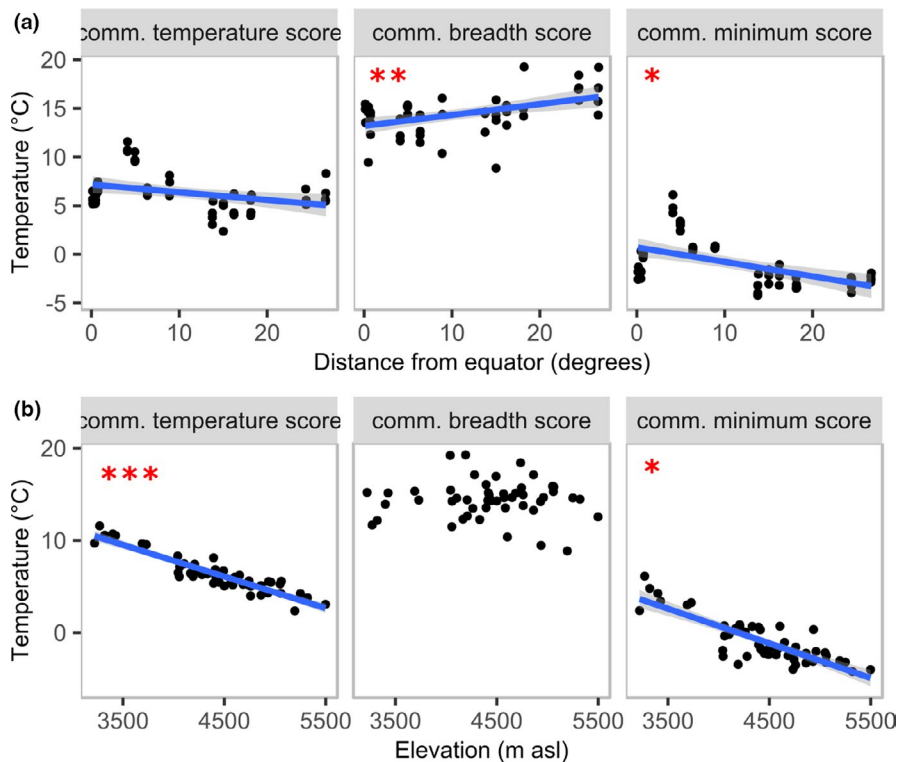 (a)
comm. temperature score comm. breadth score comm. minimum score
** *
Temperature (°C)
20
15
10
5
0
-5
0 10 20 0 10 20 0 10 20
Distance from equator (degrees)
(b)
comm. temperature score comm. breadth score comm. minimum score
*** *
Temperature (°C)
20
10
0
3500 4500 5500 3500 4500 5500 3500 4500 5500
Elevation (m asl)